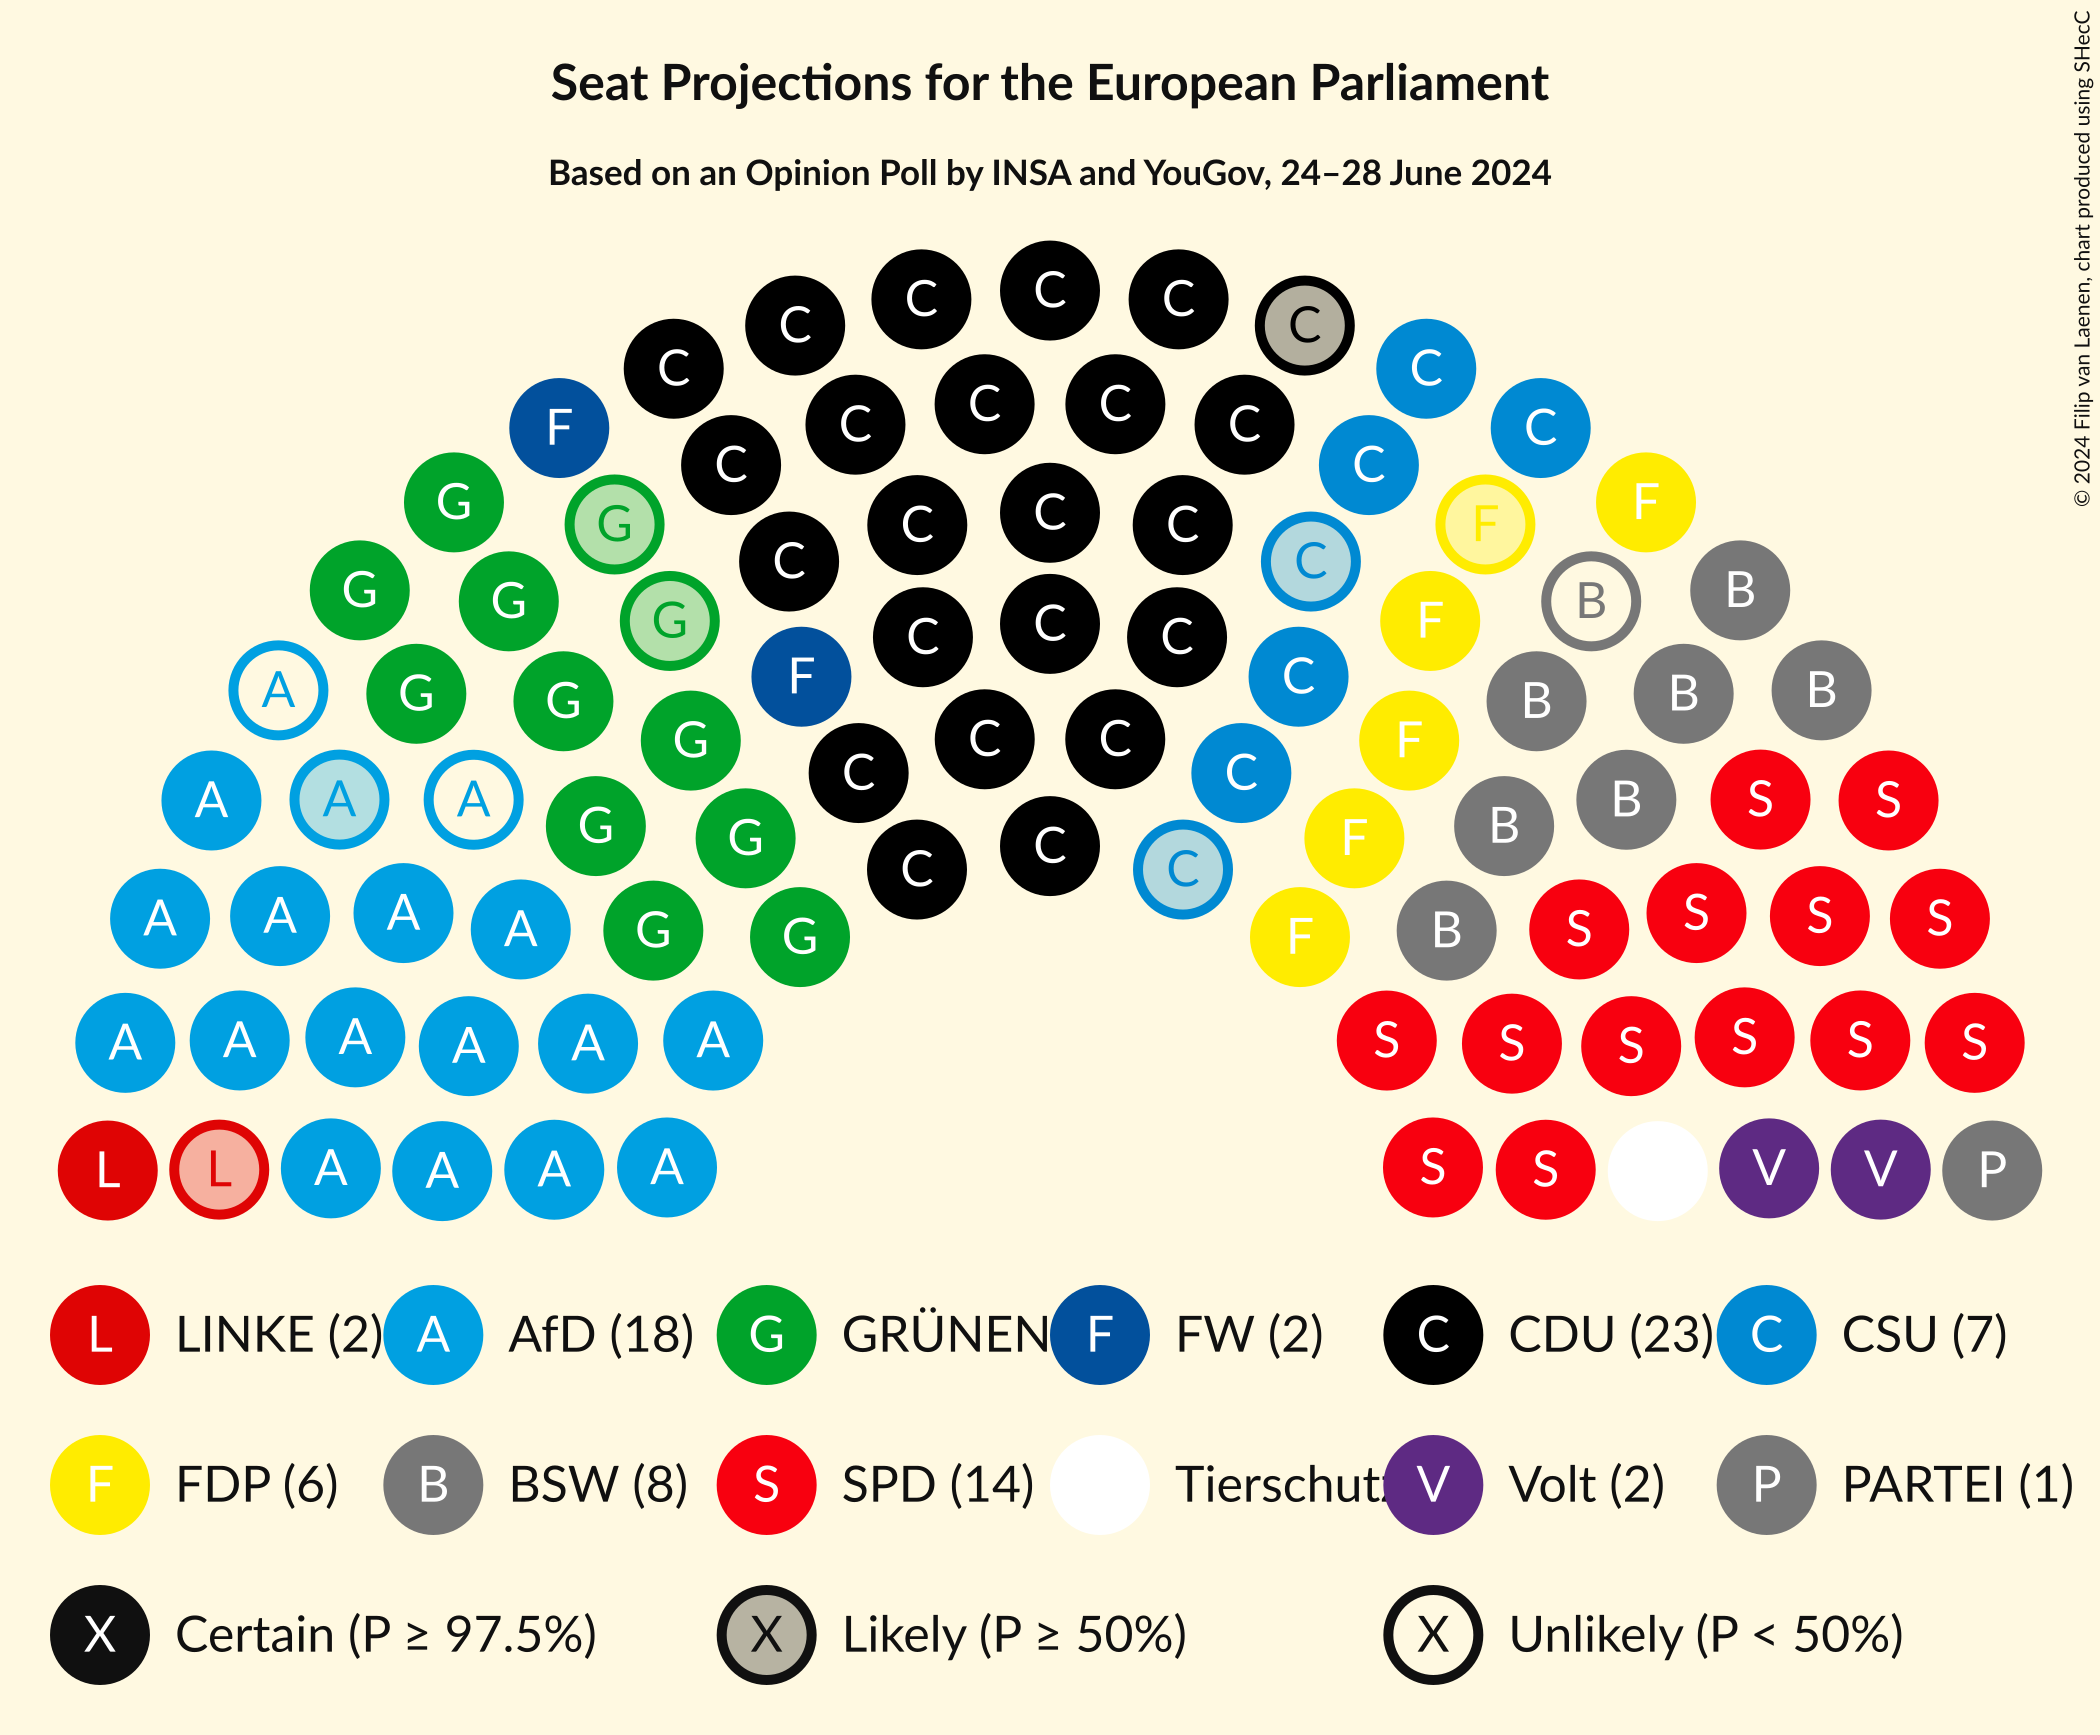 Seat Projections for the European Parliament
Based on an Opinion Poll by INSA and YouGov, 24–28 June 2024
© 2024 Filip van Laenen, chart produced using SHecC
C C C C C
C C C C
C C C C C
F C C C
G G C C F F
C C C
G C C B B
G G G F
C C C
F C
A G G B B B
G C C F
A A A C C B S S
G G F B
C C C
A A A A G G F B S S S S
A A A A A A S S S S S S
L L A A A A S S V V P
L LINKE (2) A AfD (18) G GRÜNEN F FW (2) C CDU (23) C CSU (7)
F FDP (6) B BSW (8) S SPD (14) Tierschutz V Volt (2) P PARTEI (1)
X Certain (P ≥ 97.5%) X Likely (P ≥ 50%) X Unlikely (P < 50%)